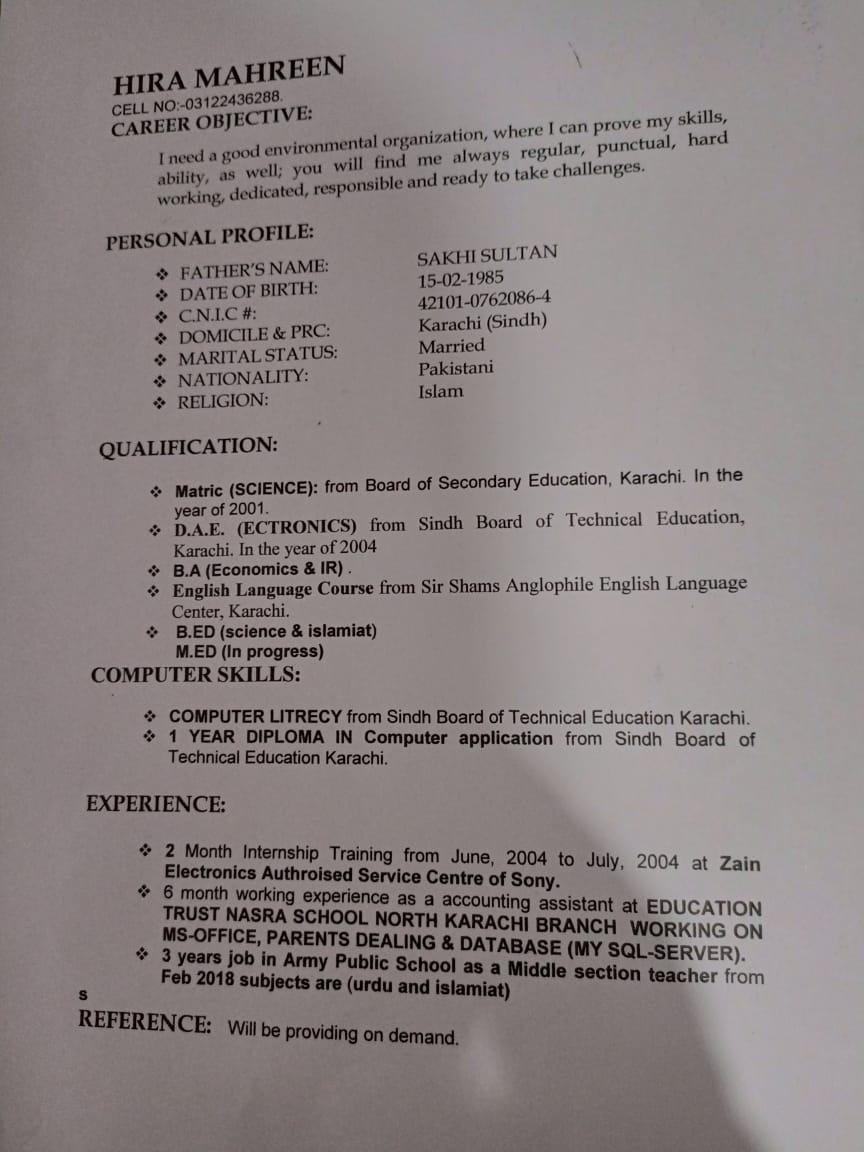 HIRA MAHREEN
CELL NO:-03122436288.
CAREER OBJECTIVE:
I need a good environmental organization, where I can prove my skills,
ability, as well; you will find me always regular, punctual, hard
working, dedicated, responsible and ready to take challenges.
PERSONAL PROFILE:
❖ FATHER'S NAME: SAKHI SULTAN
❖ DATE OF BIRTH: 15-02-1985
❖ C.N.I.C #: 42101-0762086-4
❖ DOMICILE & PRC: Karachi (Sindh)
❖ MARITAL STATUS: Married
❖ NATIONALITY: Pakistani
❖ RELIGION: Islam
QUALIFICATION:
❖ Matric (SCIENCE): from Board of Secondary Education, Karachi. In the
year of 2001.
❖ D.A.E. (ECTRONICS) from Sindh Board of Technical Education,
Karachi. In the year of 2004
❖ B.A (Economics & IR) .
❖ English Language Course from Sir Shams Anglophile English Language
Center, Karachi.
❖ B.ED (science & islamiat)
M.ED (In progress)
COMPUTER SKILLS:
❖ COMPUTER LITRECY from Sindh Board of Technical Education Karachi.
❖ 1 YEAR DIPLOMA IN Computer application from Sindh Board of
Technical Education Karachi.
EXPERIENCE:
❖ 2 Month Internship Training from June, 2004 to July, 2004 at Zain
Electronics Authroised Service Centre of Sony.
❖ 6 month working experience as a accounting assistant at EDUCATION
TRUST NASRA SCHOOL NORTH KARACHI BRANCH WORKING ON
MS-OFFICE, PARENTS DEALING & DATABASE (MY SQL-SERVER).
❖ 3 years job in Army Public School as a Middle section teacher from
Feb 2018 subjects are (urdu and islamiat)
s
REFERENCE: Will be providing on demand.